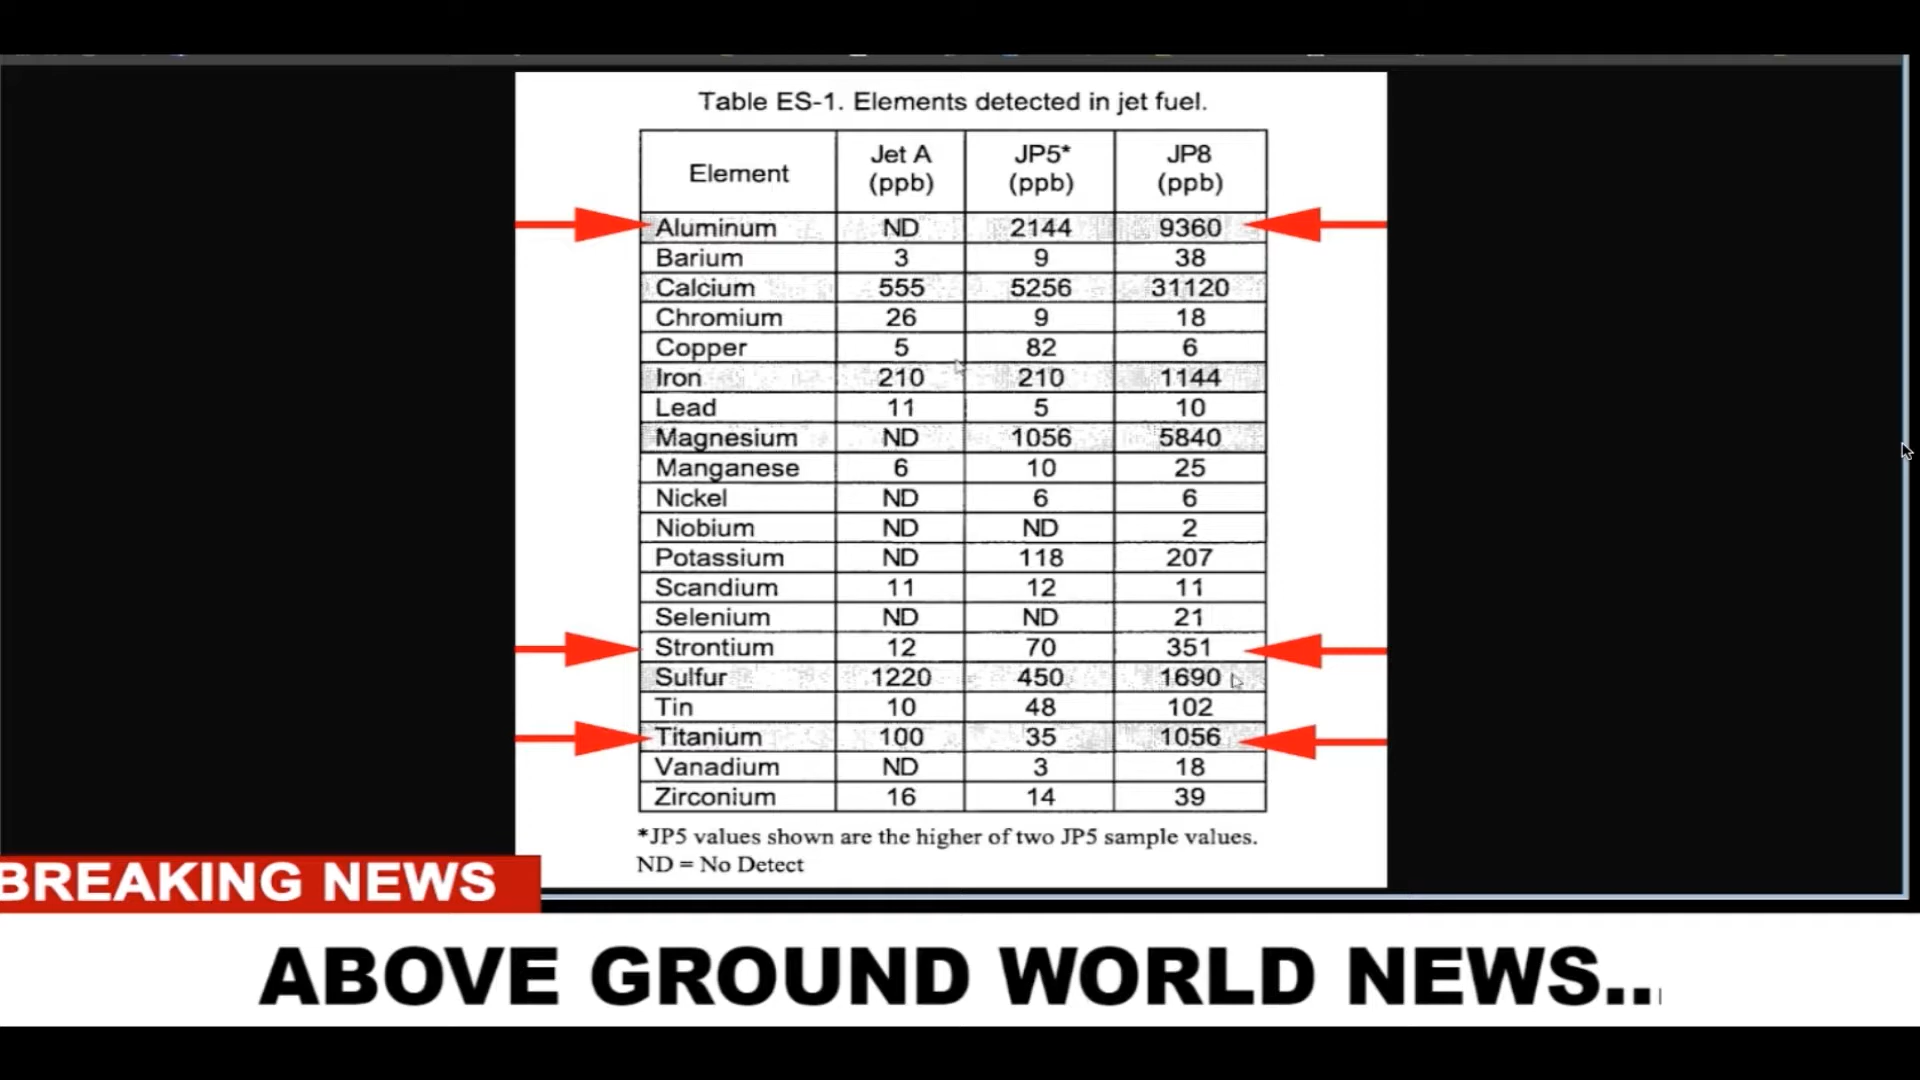 Table ES-1. Elements detected in jet fuel.
Element Jet A (ppb) JP5* (ppb) JP8 (ppb)
Aluminum ND 2144 9360
Barium 3 9 38
Calcium 555 5256 31120
Chromium 26 9 18
Copper 5 82 6
Iron 210 210 1144
Lead 11 5 10
Magnesium ND 1056 5840
Manganese 6 10 25
Nickel ND 6 6
Niobium ND ND 2
Potassium ND 118 207
Scandium 11 12 11
Selenium ND ND 21
Strontium 12 70 351
Sulfur 1220 450 1690
Tin 10 48 102
Titanium 100 35 1056
Vanadium ND 3 18
Zirconium 16 14 39
*JP5 values shown are the higher of two JP5 sample values.
ND = No Detect
BREAKING NEWS
ABOVE GROUND WORLD NEWS..